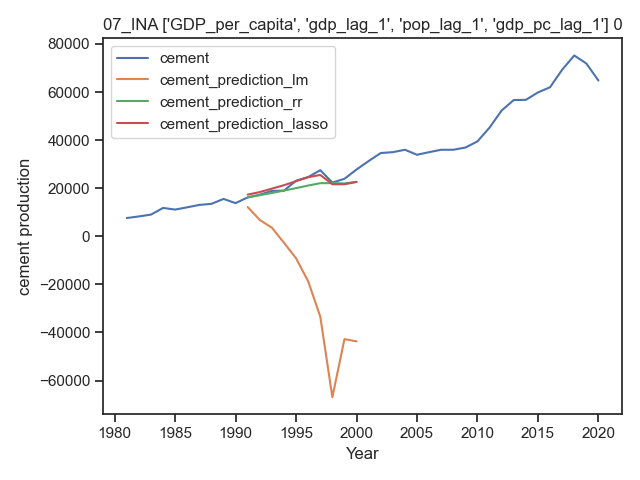 07_INA ['GDP_per_capita', 'gdp_lag_1', 'pop_lag_1', 'gdp_pc_lag_1'] 0
cement
cement_prediction_lm
cement_prediction_rr
cement_prediction_lasso
80000
60000
40000
20000
0
−20000
−40000
−60000
cement production
1980
1985
1990
1995
2000
2005
2010
2015
2020
Year